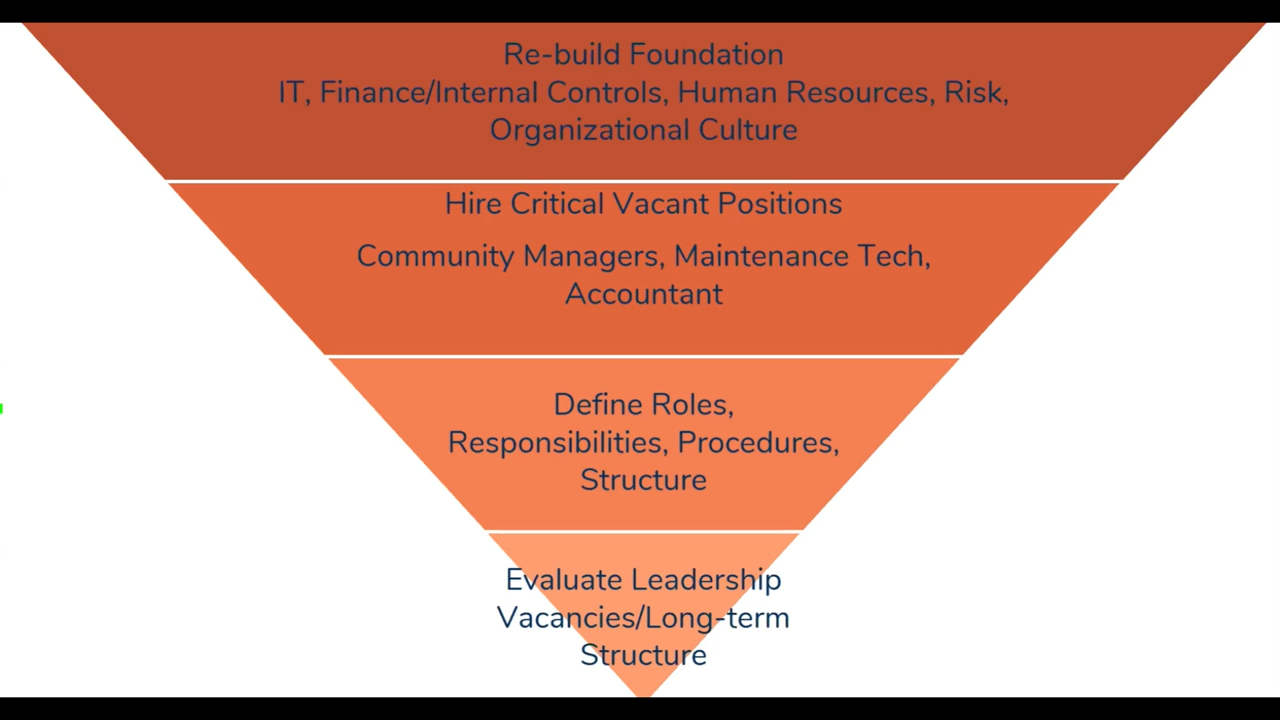 Re-build Foundation
IT, Finance/Internal Controls, Human Resources, Risk,
Organizational Culture
Hire Critical Vacant Positions
Community Managers, Maintenance Tech,
Accountant
Define Roles,
Responsibilities, Procedures,
Structure
Evaluate Leadership
Vacancies/Long-term
Structure